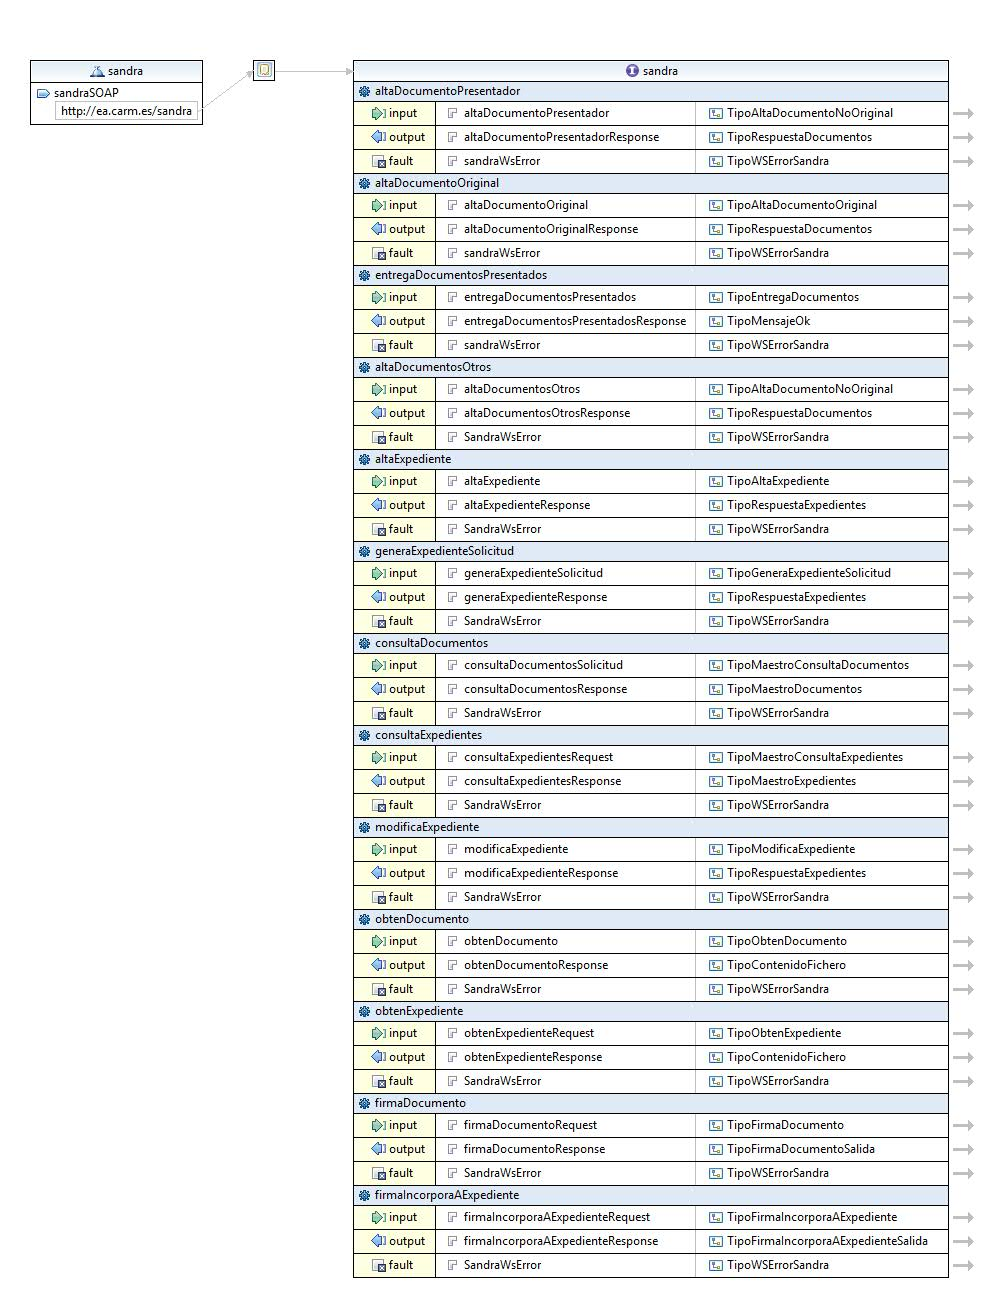 sandra
sandraSOAP
http://ea.carm.es/sandra
sandra
altaDocumentoPresentador
input altaDocumentoPresentador TipoAltaDocumentoNoOriginal
output altaDocumentoPresentadorResponse TipoRespuestaDocumentos
fault sandraWsError TipoWSErrorSandra
altaDocumentoOriginal
input altaDocumentoOriginal TipoAltaDocumentoOriginal
output altaDocumentoOriginalResponse TipoRespuestaDocumentos
fault sandraWsError TipoWSErrorSandra
entregaDocumentosPresentados
input entregaDocumentosPresentados TipoEntregaDocumentos
output entregaDocumentosPresentadosResponse TipoMensajeOk
fault sandraWsError TipoWSErrorSandra
altaDocumentosOtros
input altaDocumentosOtros TipoAltaDocumentoNoOriginal
output altaDocumentosOtrosResponse TipoRespuestaDocumentos
fault SandraWsError TipoWSErrorSandra
altaExpediente
input altaExpediente TipoAltaExpediente
output altaExpedienteResponse TipoRespuestaExpedientes
fault SandraWsError TipoWSErrorSandra
generaExpedienteSolicitud
input generaExpedienteSolicitud TipoGeneraExpedienteSolicitud
output generaExpedienteResponse TipoRespuestaExpedientes
fault SandraWsError TipoWSErrorSandra
consultaDocumentos
input consultaDocumentosSolicitud TipoMaestroConsultaDocumentos
output consultaDocumentosResponse TipoMaestroDocumentos
fault SandraWsError TipoWSErrorSandra
consultaExpedientes
input consultaExpedientesRequest TipoMaestroConsultaExpedientes
output consultaExpedientesResponse TipoMaestroExpedientes
fault SandraWsError TipoWSErrorSandra
modificaExpediente
input modificaExpediente TipoModificaExpediente
output modificaExpedienteResponse TipoRespuestaExpedientes
fault SandraWsError TipoWSErrorSandra
obtenDocumento
input obtenDocumento TipoObtenDocumento
output obtenDocumentoResponse TipoContenidoFichero
fault SandraWsError TipoWSErrorSandra
obtenExpediente
input obtenExpedienteRequest TipoObtenExpediente
output obtenExpedienteResponse TipoContenidoFichero
fault SandraWsError TipoWSErrorSandra
firmaDocumento
input firmaDocumentoRequest TipoFirmaDocumento
output firmaDocumentoResponse TipoFirmaDocumentoSalida
fault SandraWsError TipoWSErrorSandra
firmaIncorporaAExpediente
input firmaIncorporaAExpedienteRequest TipoFirmaIncorporaAExpediente
output firmaIncorporaAExpedienteResponse TipoFirmaIncorporaAExpedienteSalida
fault SandraWsError TipoWSErrorSandra